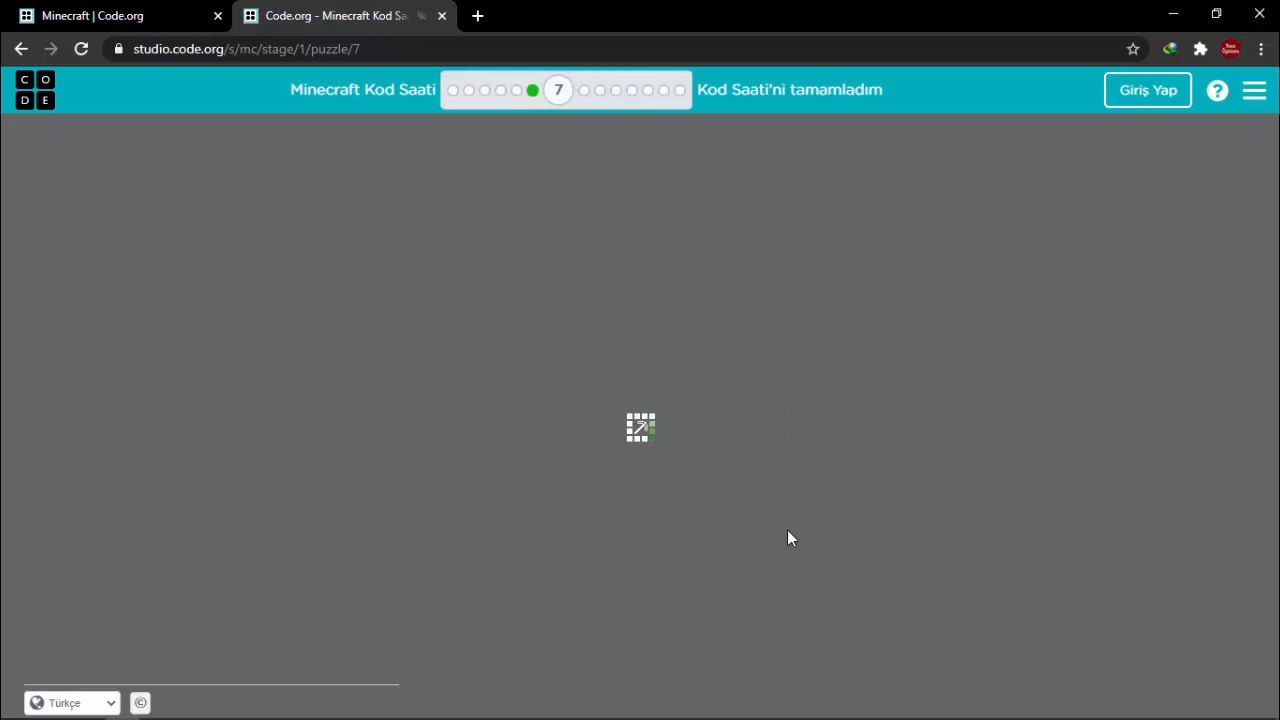 Minecraft | Code.org
Code.org - Minecraft Kod Sa
studio.code.org/s/mc/stage/1/puzzle/7
C O
D E
Minecraft Kod Saati
7
Kod Saati'ni tamamladım
Giriş Yap
?
Türkçe
©